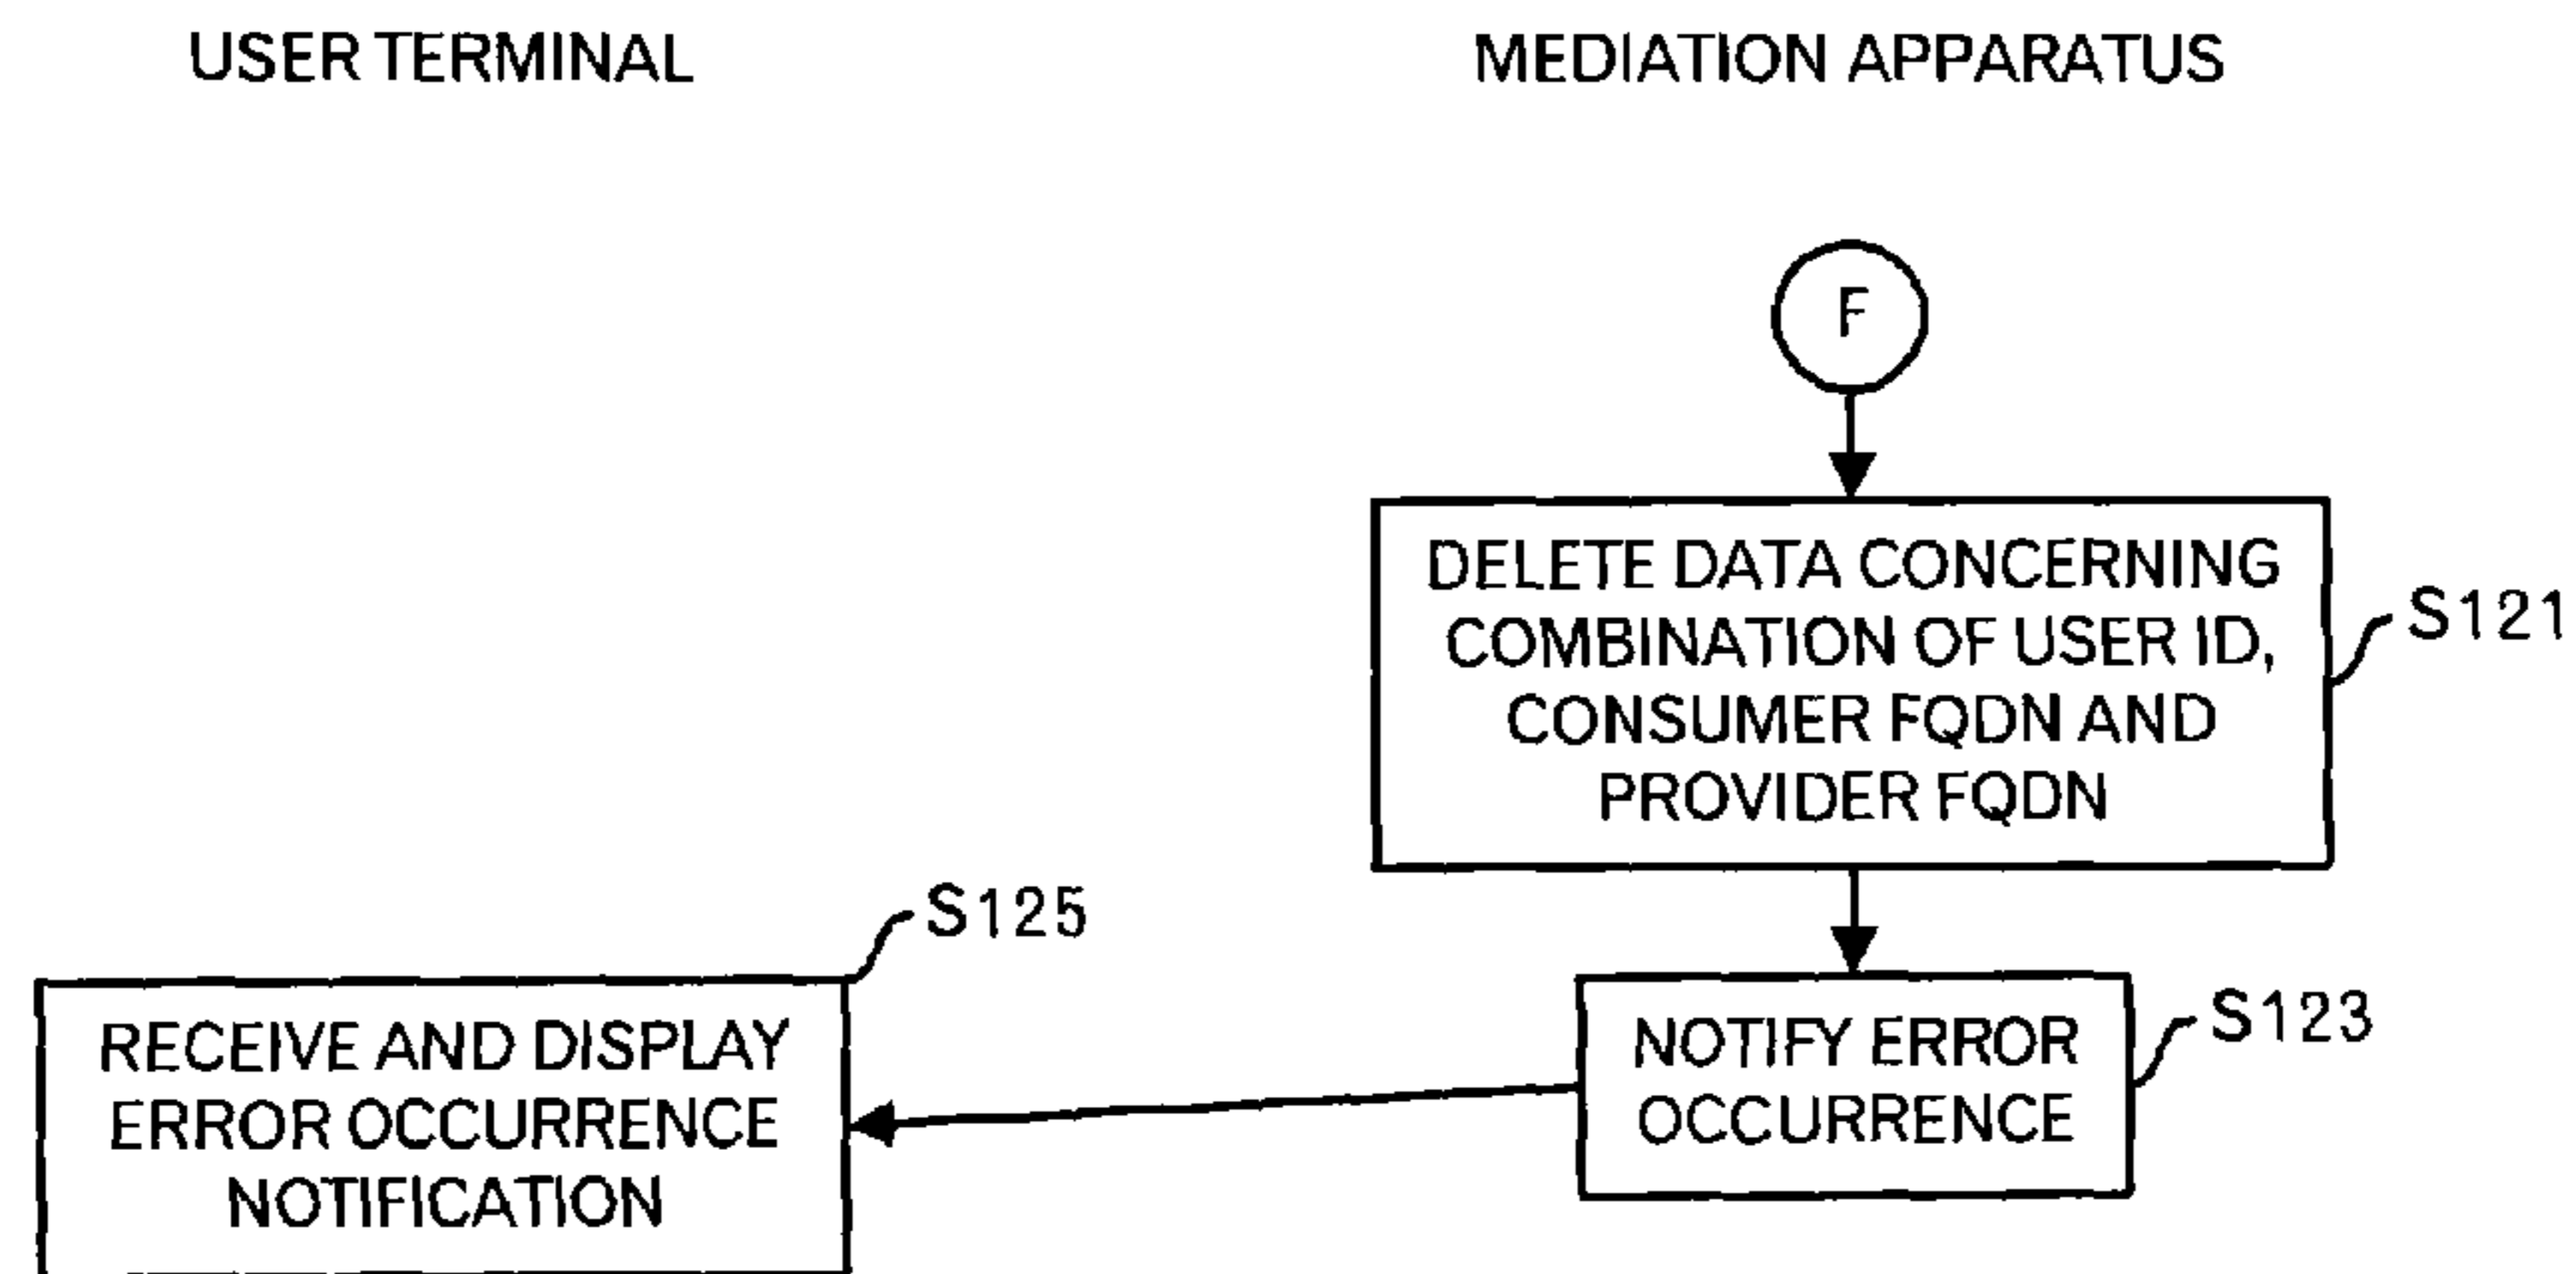 USER TERMINAL
MEDIATION APPARATUS
F
DELETE DATA CONCERNING
COMBINATION OF USER ID,
CONSUMER FQDN AND
PROVIDER FQDN
S121
S125
RECEIVE AND DISPLAY
ERROR OCCURRENCE
NOTIFICATION
NOTIFY ERROR
OCCURRENCE
S123